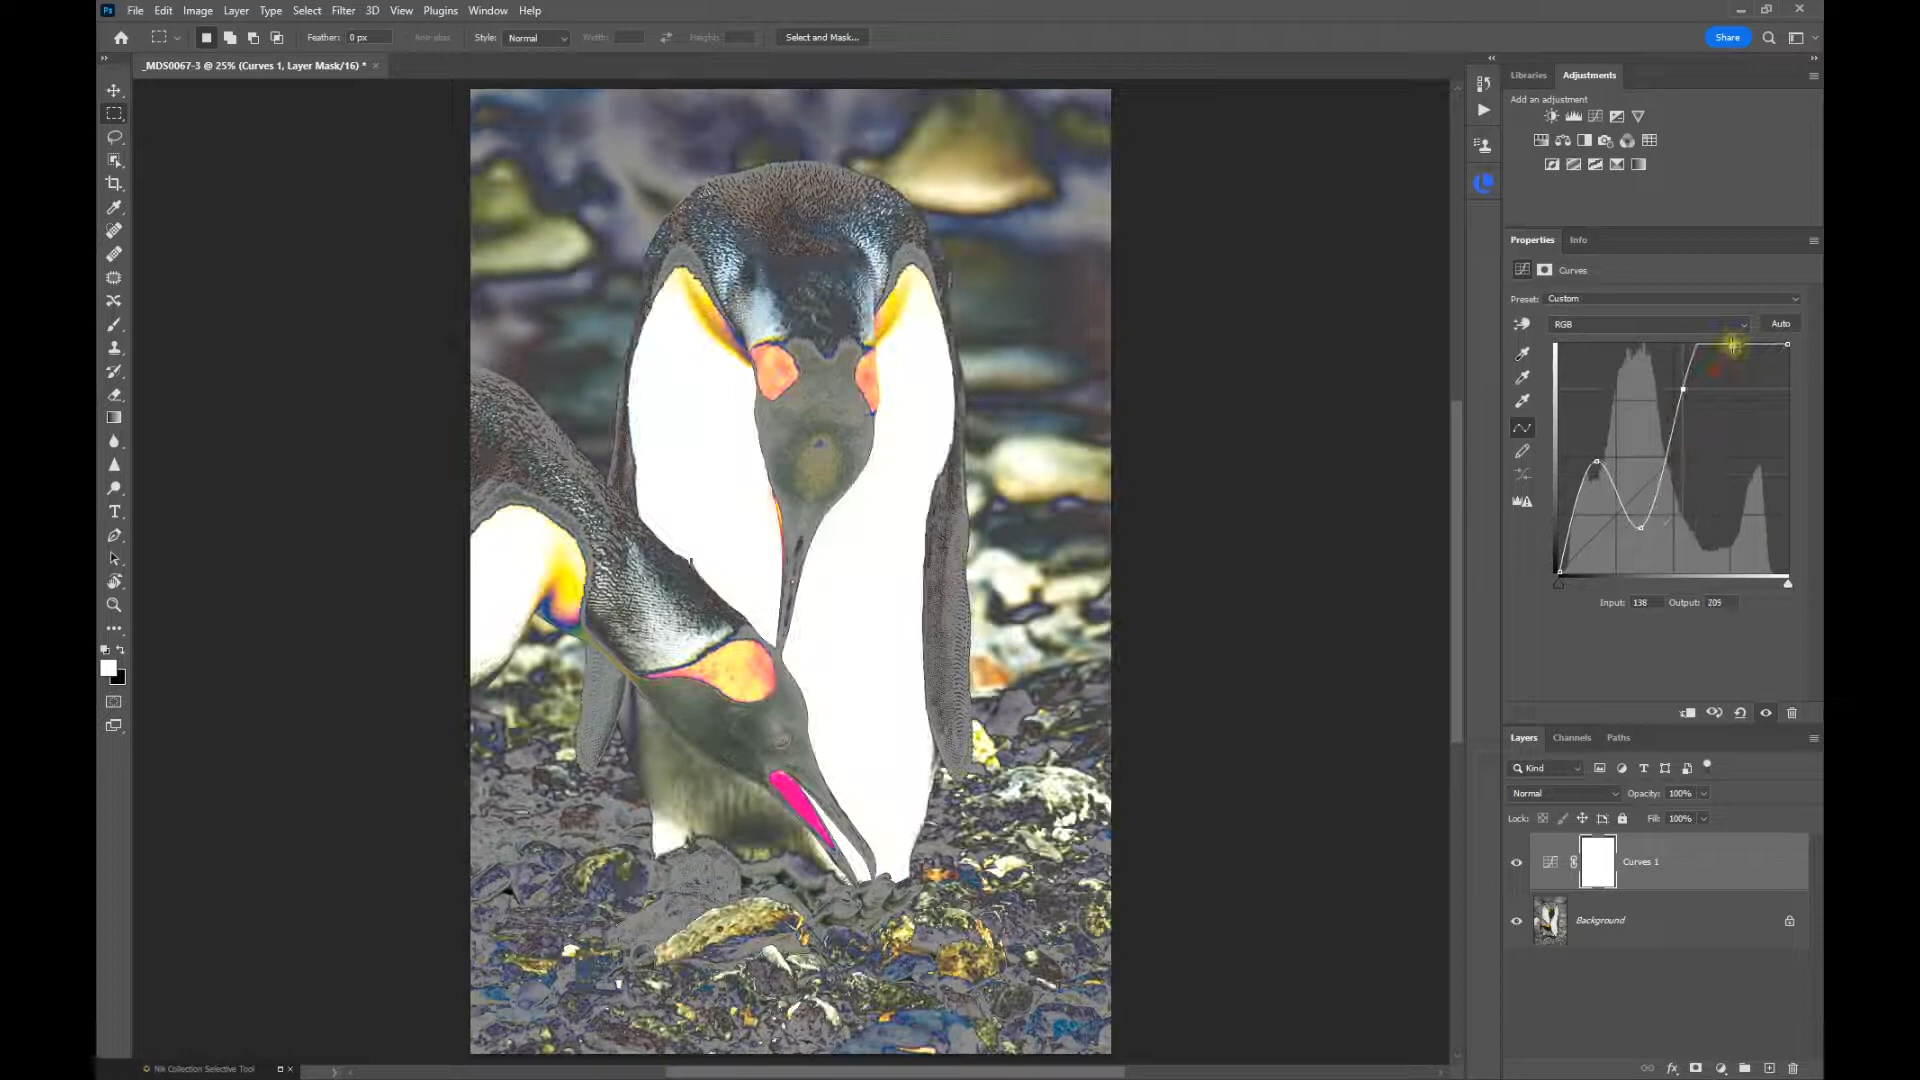 Ps File Edit Image Layer Type Select Filter 3D View Plugins Window Help
Feather: 0 px Anti-alias Style: Normal Width: Height: Select and Mask... Share
_MDS0067-3 @ 25% (Curves 1, Layer Mask/16) * ×
Libraries Adjustments
Add an adjustment
Properties Info
Curves
Preset: Custom
RGB Auto
Input: 138 Output: 205
Layers Channels Paths
Kind
Normal Opacity: 100%
Lock: Fill: 100%
Curves 1
Background
Nik Collection Selective Tool